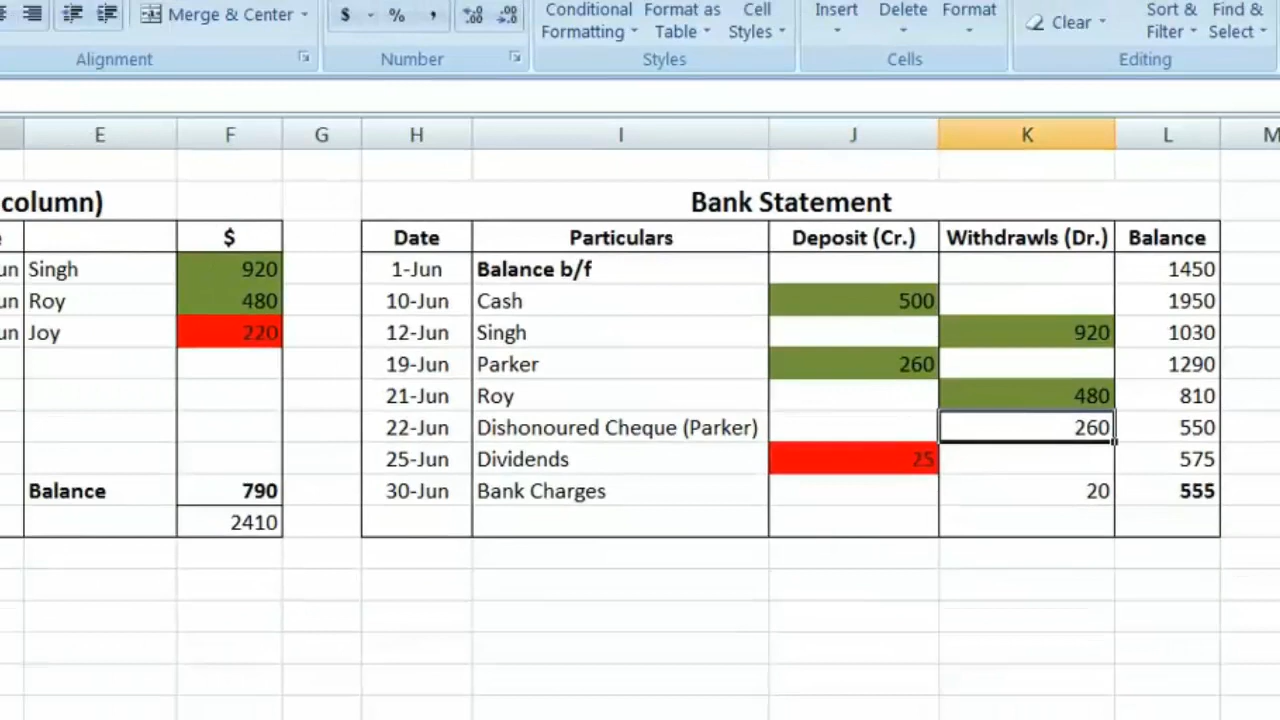 Merge & Center $ % , Conditional Format as Cell Insert Delete Format Clear Sort & Find &
Formatting Table Styles Filter Select
Alignment Number Styles Cells Editing
E F G H I J K L M
column) Bank Statement
$ Date Particulars Deposit (Cr.) Withdrawls (Dr.) Balance
un Singh 920 1-Jun Balance b/f 1450
un Roy 480 10-Jun Cash 500 1950
un Joy 220 12-Jun Singh 920 1030
19-Jun Parker 260 1290
21-Jun Roy 480 810
22-Jun Dishonoured Cheque (Parker) 260 550
25-Jun Dividends 25 575
Balance 790 30-Jun Bank Charges 20 555
2410